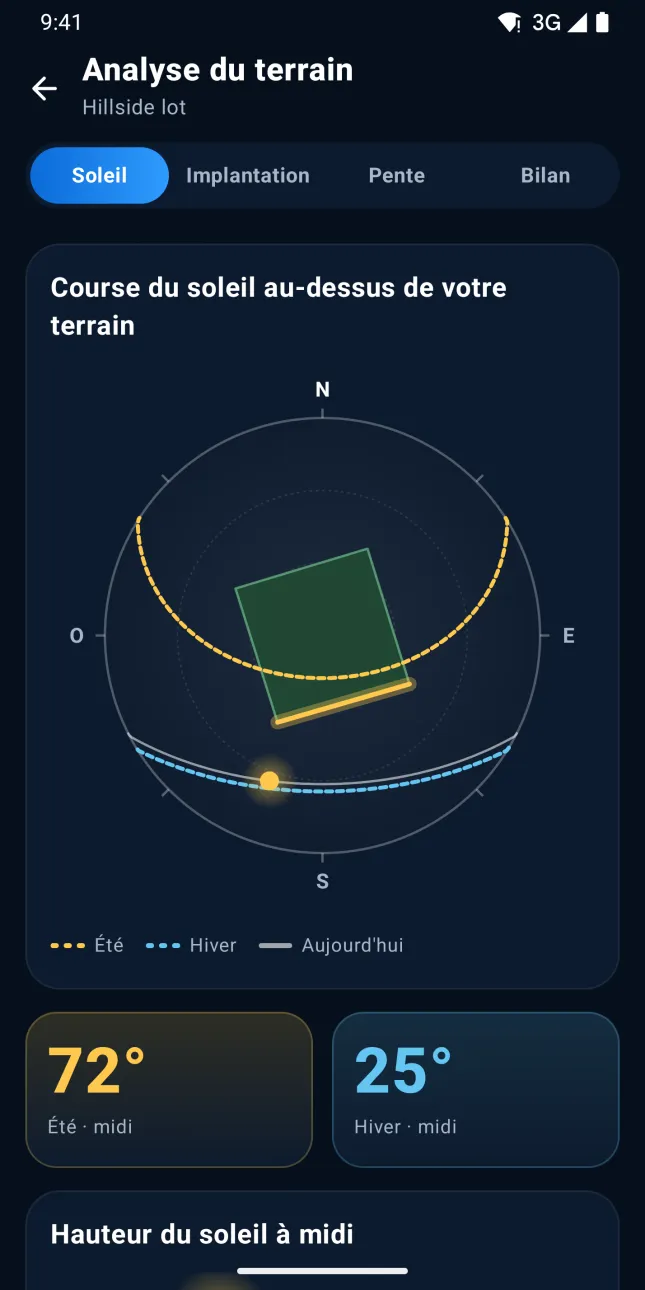 9:41
3G
Analyse du terrain
Hillside lot
Soleil
Implantation
Pente
Bilan
Course du soleil au-dessus de votre
terrain
N
O
E
S
Été
Hiver
Aujourd'hui
72°
Été · midi
25°
Hiver · midi
Hauteur du soleil à midi